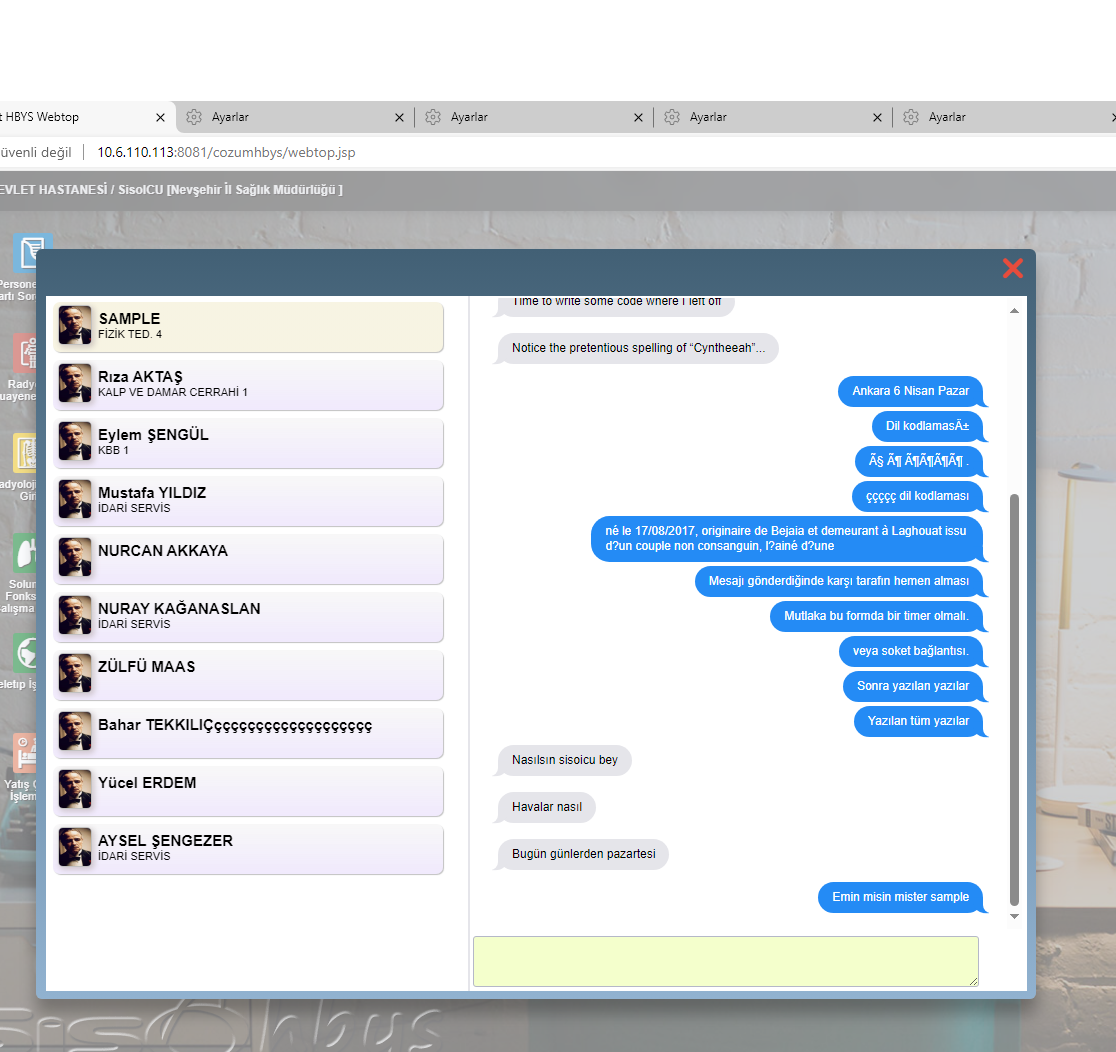 t HBYS Webtop
Ayarlar
Ayarlar
Ayarlar
Ayarlar
üvenli değil
10.6.110.113:8081/cozumhbys/webtop.jsp
EVLET HASTANESİ / SisoICU [Nevşehir İl Sağlık Müdürlüğü ]
Persone
artı Sor
Rady
uayene
adyoloji
Giri
Solun
Fonks
alışma
eletıp İş
Yatış
İşlem
SAMPLE
FİZİK TED. 4
Rıza AKTAŞ
KALP VE DAMAR CERRAHİ 1
Eylem ŞENGÜL
KBB 1
Mustafa YILDIZ
İDARİ SERVİS
NURCAN AKKAYA
NURAY KAĞANASLAN
İDARİ SERVİS
ZÜLFÜ MAAS
Bahar TEKKILIÇççççççççççççççççççç
Yücel ERDEM
AYSEL ŞENGEZER
İDARİ SERVİS
Time to write some code where I left off
Notice the pretentious spelling of “Cyntheeah”...
Ankara 6 Nisan Pazar
Dil kodlamasÄ±
Ã§ Ã¶ Ã¶Ã¶Ã¶Ã¶ .
ççççç dil kodlaması
né le 17/08/2017, originaire de Bejaia et demeurant à Laghouat issu
d?un couple non consanguin, l?ainé d?une
Mesajı gönderdiğinde karşı tarafın hemen alması
Mutlaka bu formda bir timer olmalı.
veya soket bağlantısı.
Sonra yazılan yazılar
Yazılan tüm yazılar
Nasılsın sisoicu bey
Havalar nasıl
Bugün günlerden pazartesi
Emin misin mister sample
sisohbys